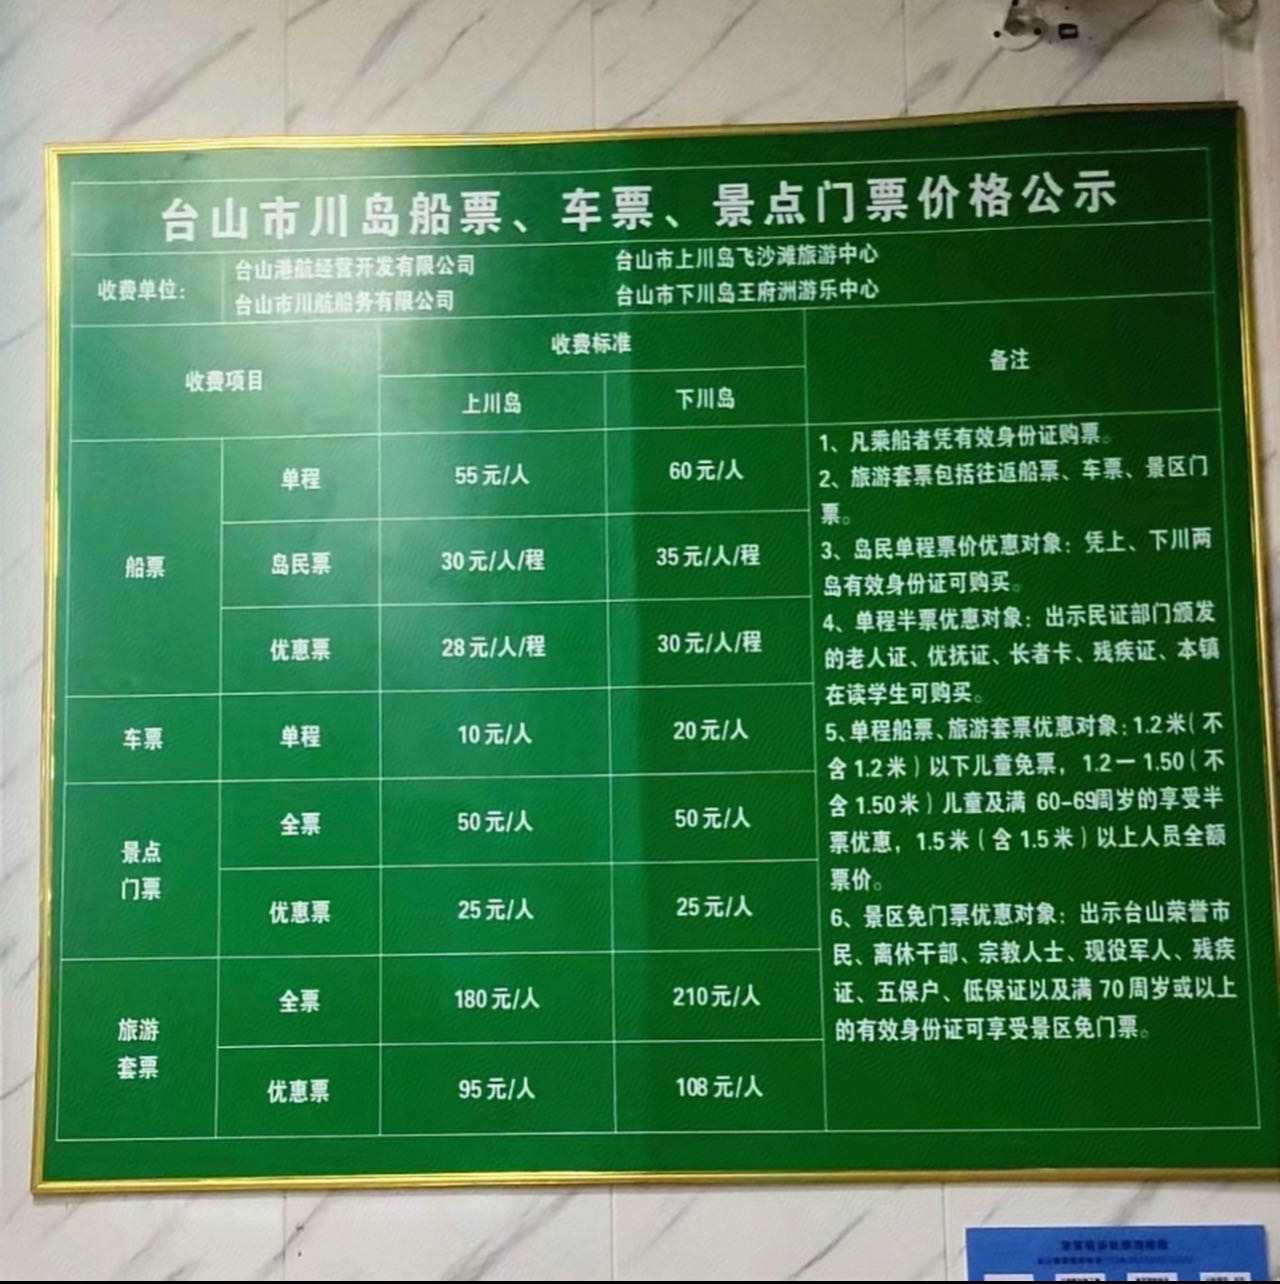 台山市川岛船票、车票、景点门票价格公示
收费单位：
台山港航经营开发有限公司 台山市上川岛飞沙滩旅游中心
台山市川航船务有限公司 台山市下川岛王府洲游乐中心
收费项目 收费标准 备注
上川岛 下川岛
船票 单程 55元/人 60元/人
岛民票 30元/人/程 35元/人/程
优惠票 28元/人/程 30元/人/程
车票 单程 10元/人 20元/人
景点
门票
全票 50元/人 50元/人
优惠票 25元/人 25元/人
旅游
套票
全票 180元/人 210元/人
优惠票 95元/人 108元/人
1、凡乘船者凭有效身份证购票。
2、旅游套票包括往返船票、车票、景区门
票。
3、岛民单程票价优惠对象：凭上、下川两
岛有效身份证可购买。
4、单程半票优惠对象：出示民证部门颁发
的老人证、优抚证、长者卡、残疾证、本镇
在读学生可购买。
5、单程船票、旅游套票优惠对象：1.2米（不
含1.2米）以下儿童免票，1.2一1.50（不
含1.50米）儿童及满 60-69周岁的享受半
票优惠，1.5米（含1.5米）以上人员全额
票价。
6、景区免门票优惠对象：出示台山荣誉市
民、离休干部、宗教人士、现役军人、残疾
证、五保户、低保证以及满70周岁或以上
的有效身份证可享受景区免门票。